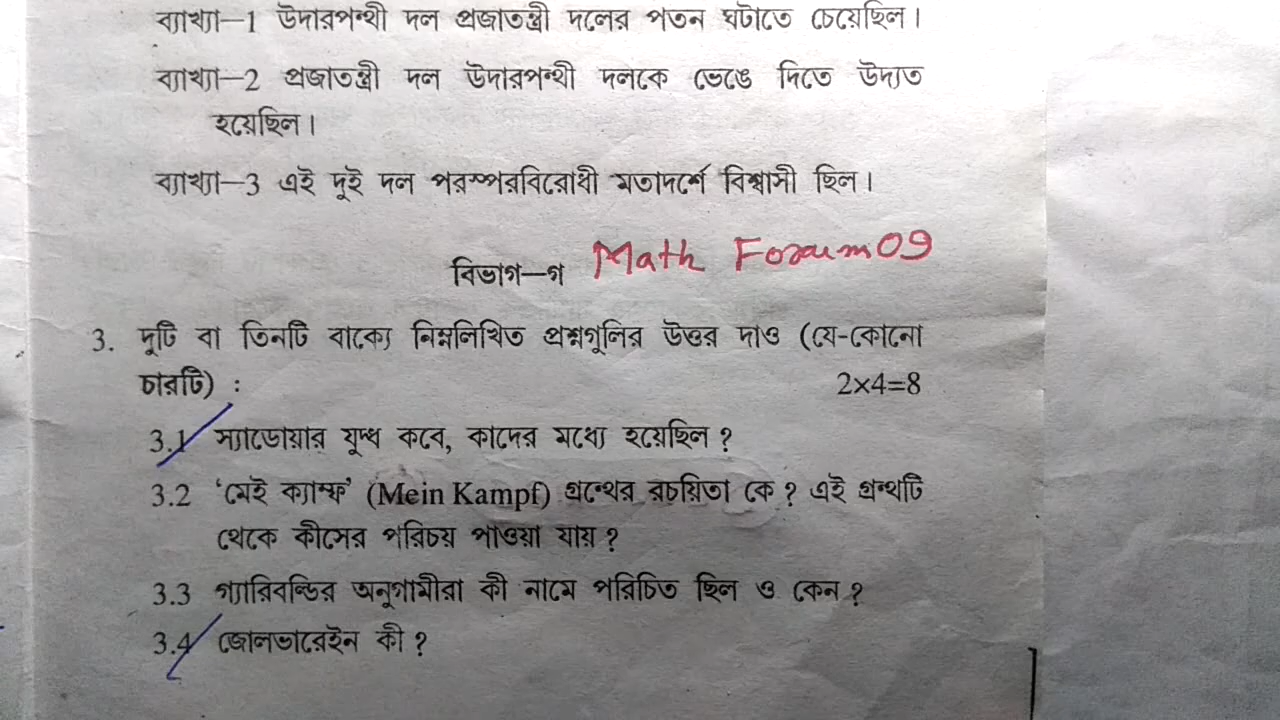 ব্যাখ্যা—1 উদারপন্থী দল প্রজাতন্ত্রী দলের পতন ঘটাতে চেয়েছিল।
ব্যাখ্যা—2 প্রজাতন্ত্রী দল উদারপন্থী দলকে ভেঙে দিতে উদ্যত
হয়েছিল।
ব্যাখ্যা—3 এই দুই দল পরস্পরবিরোধী মতাদর্শে বিশ্বাসী ছিল।
বিভাগ—গ Math Forum09
3. দুটি বা তিনটি বাক্যে নিম্নলিখিত প্রশ্নগুলির উত্তর দাও (যে-কোনো
চারটি) : 2×4=8
3.1 স্যাডোয়ার যুদ্ধ কবে, কাদের মধ্যে হয়েছিল ?
3.2 ‘মেই ক্যাম্ফ’ (Mein Kampf) গ্রন্থের রচয়িতা কে ? এই গ্রন্থটি
থেকে কীসের পরিচয় পাওয়া যায় ?
3.3 গ্যারিবল্ডির অনুগামীরা কী নামে পরিচিত ছিল ও কেন ?
3.4 জোলভারেইন কী ?